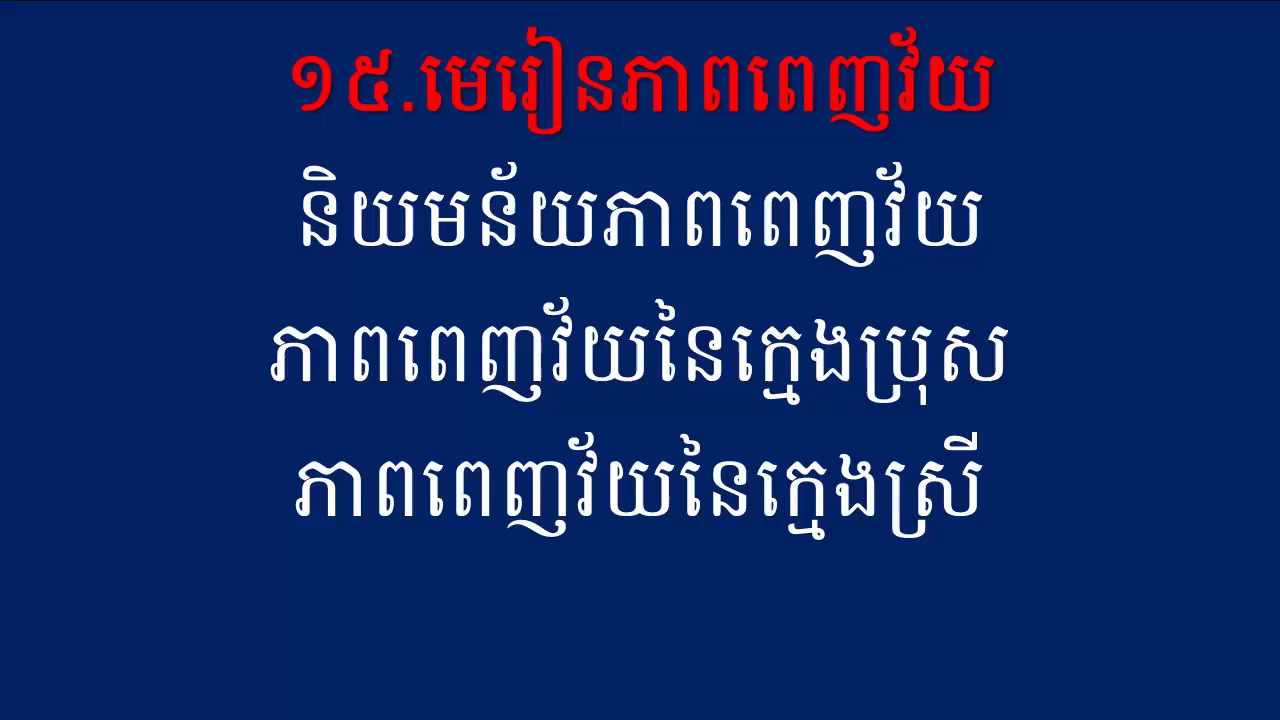 ១៥.មេរៀនភាពពេញវ័យ
និយមន័យភាពពេញវ័យ
ភាពពេញវ័យនៃក្មេងប្រុស
ភាពពេញវ័យនៃក្មេងស្រី